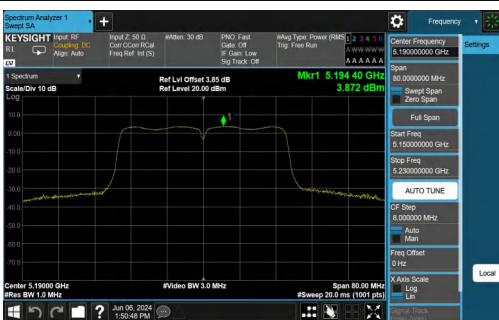 Spectrum Analyzer 1
Swept SA
Frequency
KEYSIGHT
Input: RF
Coupling: DC
Align: Auto
Input Z: 50 Ω
Corr CCorr RCal
Freq Ref: Int (S)
#Atten: 30 dB
PNO: Fast
Gate: Off
IF Gain: Low
Sig Track: Off
#Avg Type: Power (RMS
Trig: Free Run
1 2 3 4 5 6
A W W W W W
A A A A A A
R L
LVI
1 Spectrum
Scale/Div 10 dB
Log
Ref Lvl Offset 3.85 dB
Ref Level 20.00 dBm
Mkr1 5.194 40 GHz
3.872 dBm
1
10.0
0.00
-10.0
-20.0
-30.0
-40.0
-50.0
-60.0
-70.0
Center 5.19000 GHz
#Res BW 1.0 MHz
#Video BW 3.0 MHz
Span 80.00 MHz
#Sweep 20.0 ms (1001 pts)
Jun 06, 2024
1:50:48 PM
Center Frequency
5.190000000 GHz
Span
80.0000000 MHz
Swept Span
Zero Span
Full Span
Start Freq
5.150000000 GHz
Stop Freq
5.230000000 GHz
AUTO TUNE
CF Step
8.000000 MHz
Auto
Man
Freq Offset
0 Hz
X Axis Scale
Log
Lin
Signal Track
Settings
Local